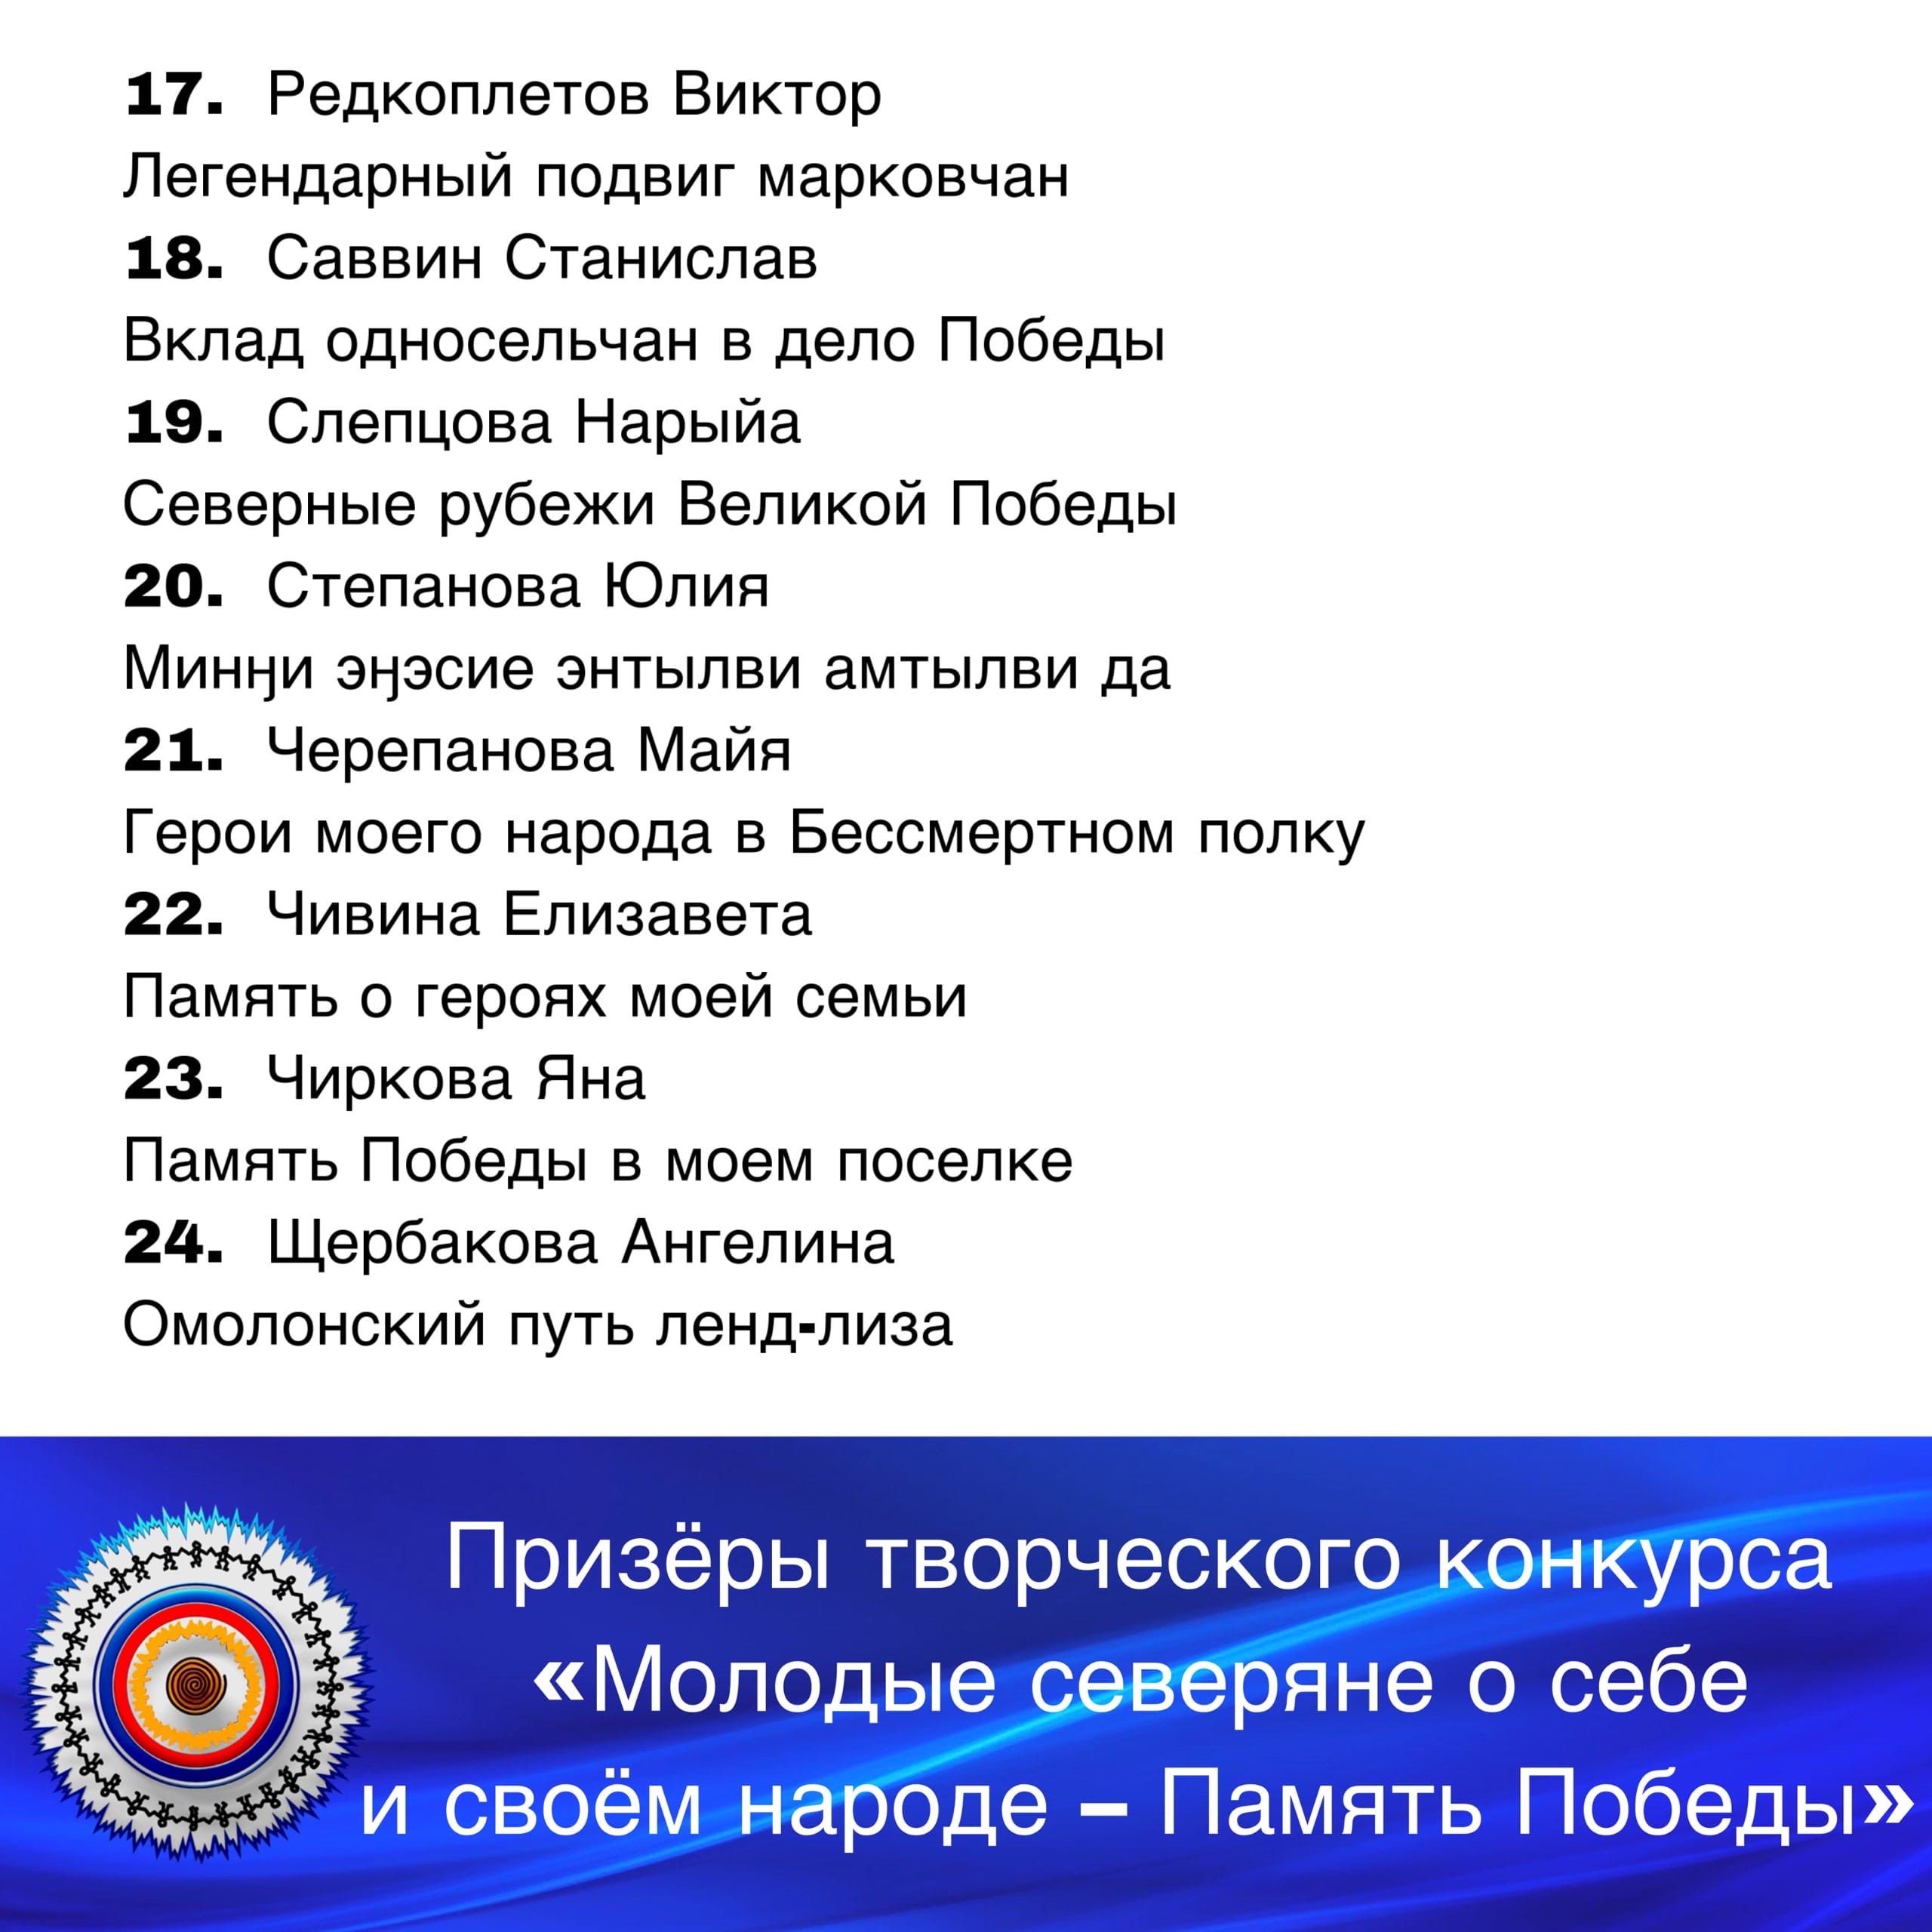 17. Редкоплетов Виктор
Легендарный подвиг марковчан
18. Саввин Станислав
Вклад односельчан в дело Победы
19. Слепцова Нарыйа
Северные рубежи Великой Победы
20. Степанова Юлия
Минӈи эӈэсие энтылви амтылви да
21. Черепанова Майя
Герои моего народа в Бессмертном полку
22. Чивина Елизавета
Память о героях моей семьи
23. Чиркова Яна
Память Победы в моем поселке
24. Щербакова Ангелина
Омолонский путь ленд-лиза
Призёры творческого конкурса
«Молодые северяне о себе
и своём народе – Память Победы»